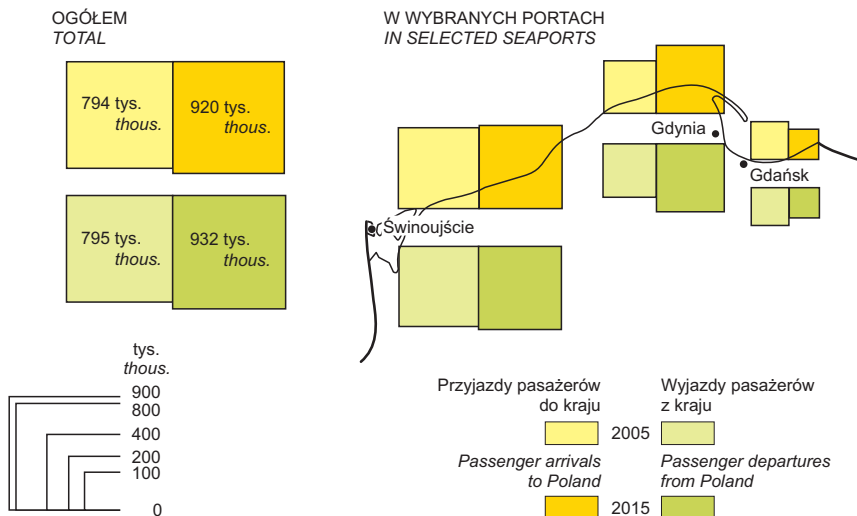 OGÓŁEM
TOTAL
W WYBRANYCH PORTACH
IN SELECTED SEAPORTS
794 tys.
thous.
920 tys.
thous.
795 tys.
thous.
932 tys.
thous.
Gdynia
Gdańsk
Świnoujście
tys.
thous.
900
800
400
200
100
0
Przyjazdy pasażerów
do kraju
Wyjazdy pasażerów
z kraju
2005
Passenger arrivals
to Poland
Passenger departures
from Poland
2015